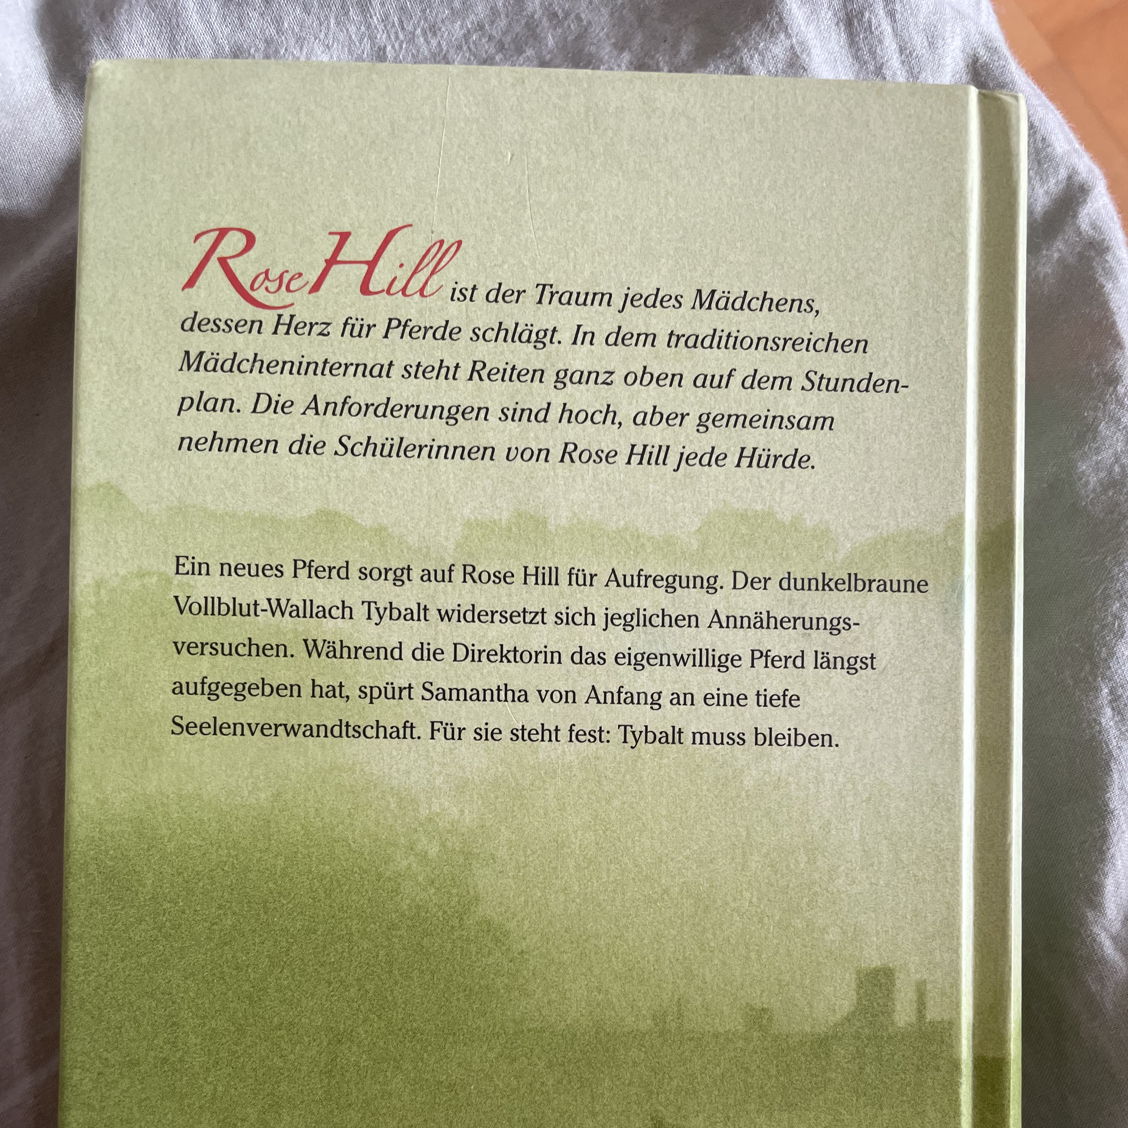 Rose Hill ist der Traum jedes Mädchens,
dessen Herz für Pferde schlägt. In dem traditionsreichen
Mädcheninternat steht Reiten ganz oben auf dem Stunden-
plan. Die Anforderungen sind hoch, aber gemeinsam
nehmen die Schülerinnen von Rose Hill jede Hürde.
Ein neues Pferd sorgt auf Rose Hill für Aufregung. Der dunkelbraune
Vollblut-Wallach Tybalt widersetzt sich jeglichen Annäherungs-
versuchen. Während die Direktorin das eigenwillige Pferd längst
aufgegeben hat, spürt Samantha von Anfang an eine tiefe
Seelenverwandtschaft. Für sie steht fest: Tybalt muss bleiben.